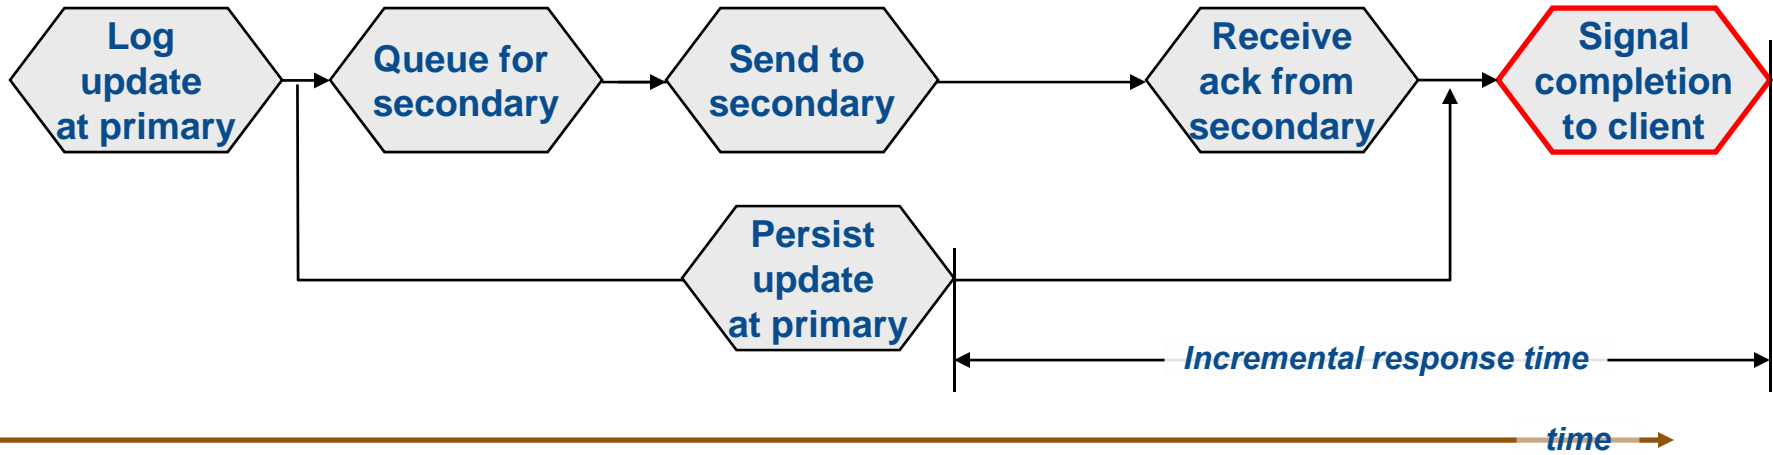 Log
update
at primary
Queue for
secondary
Send to
secondary
Receive
ack from
secondary
Signal
completion
to client
Persist
update
at primary
Incremental response time
time